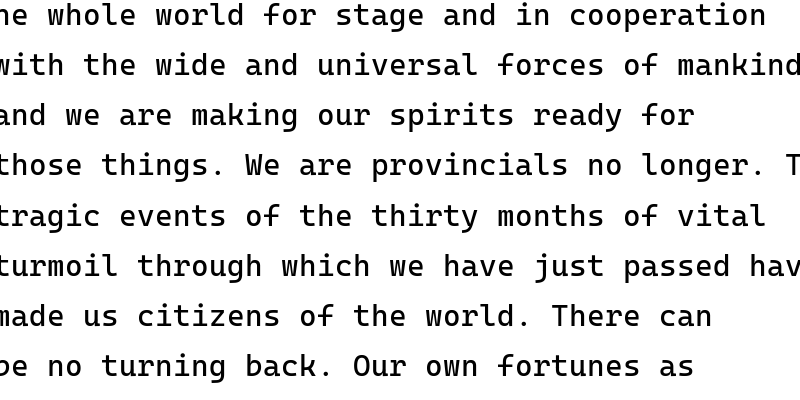 he whole world for stage and in cooperation
with the wide and universal forces of mankind
and we are making our spirits ready for
those things. We are provincials no longer. T
tragic events of the thirty months of vital
turmoil through which we have just passed hav
made us citizens of the world. There can
be no turning back. Our own fortunes as